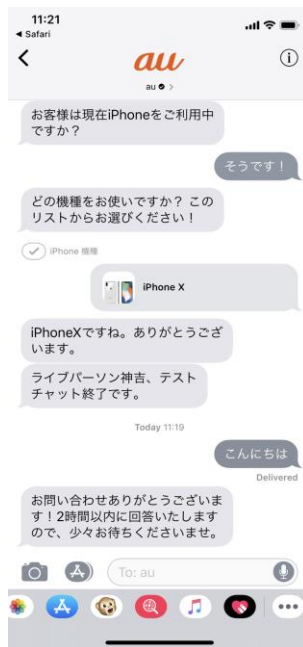 11:21
Safari
au
au
お客様は現在iPhoneをご利用中
ですか？
そうです！
どの機種をお使いですか？ この
リストからお選びください！
iPhone 機種
iPhone X
iPhoneXですね。ありがとうござ
います。
ライブパーソン神吉、テスト
チャット終了です。
Today 11:19
こんにちは
Delivered
お問い合わせありがとうございま
す！2時間以内に回答いたします
ので、少々お待ちくださいませ。
To: au